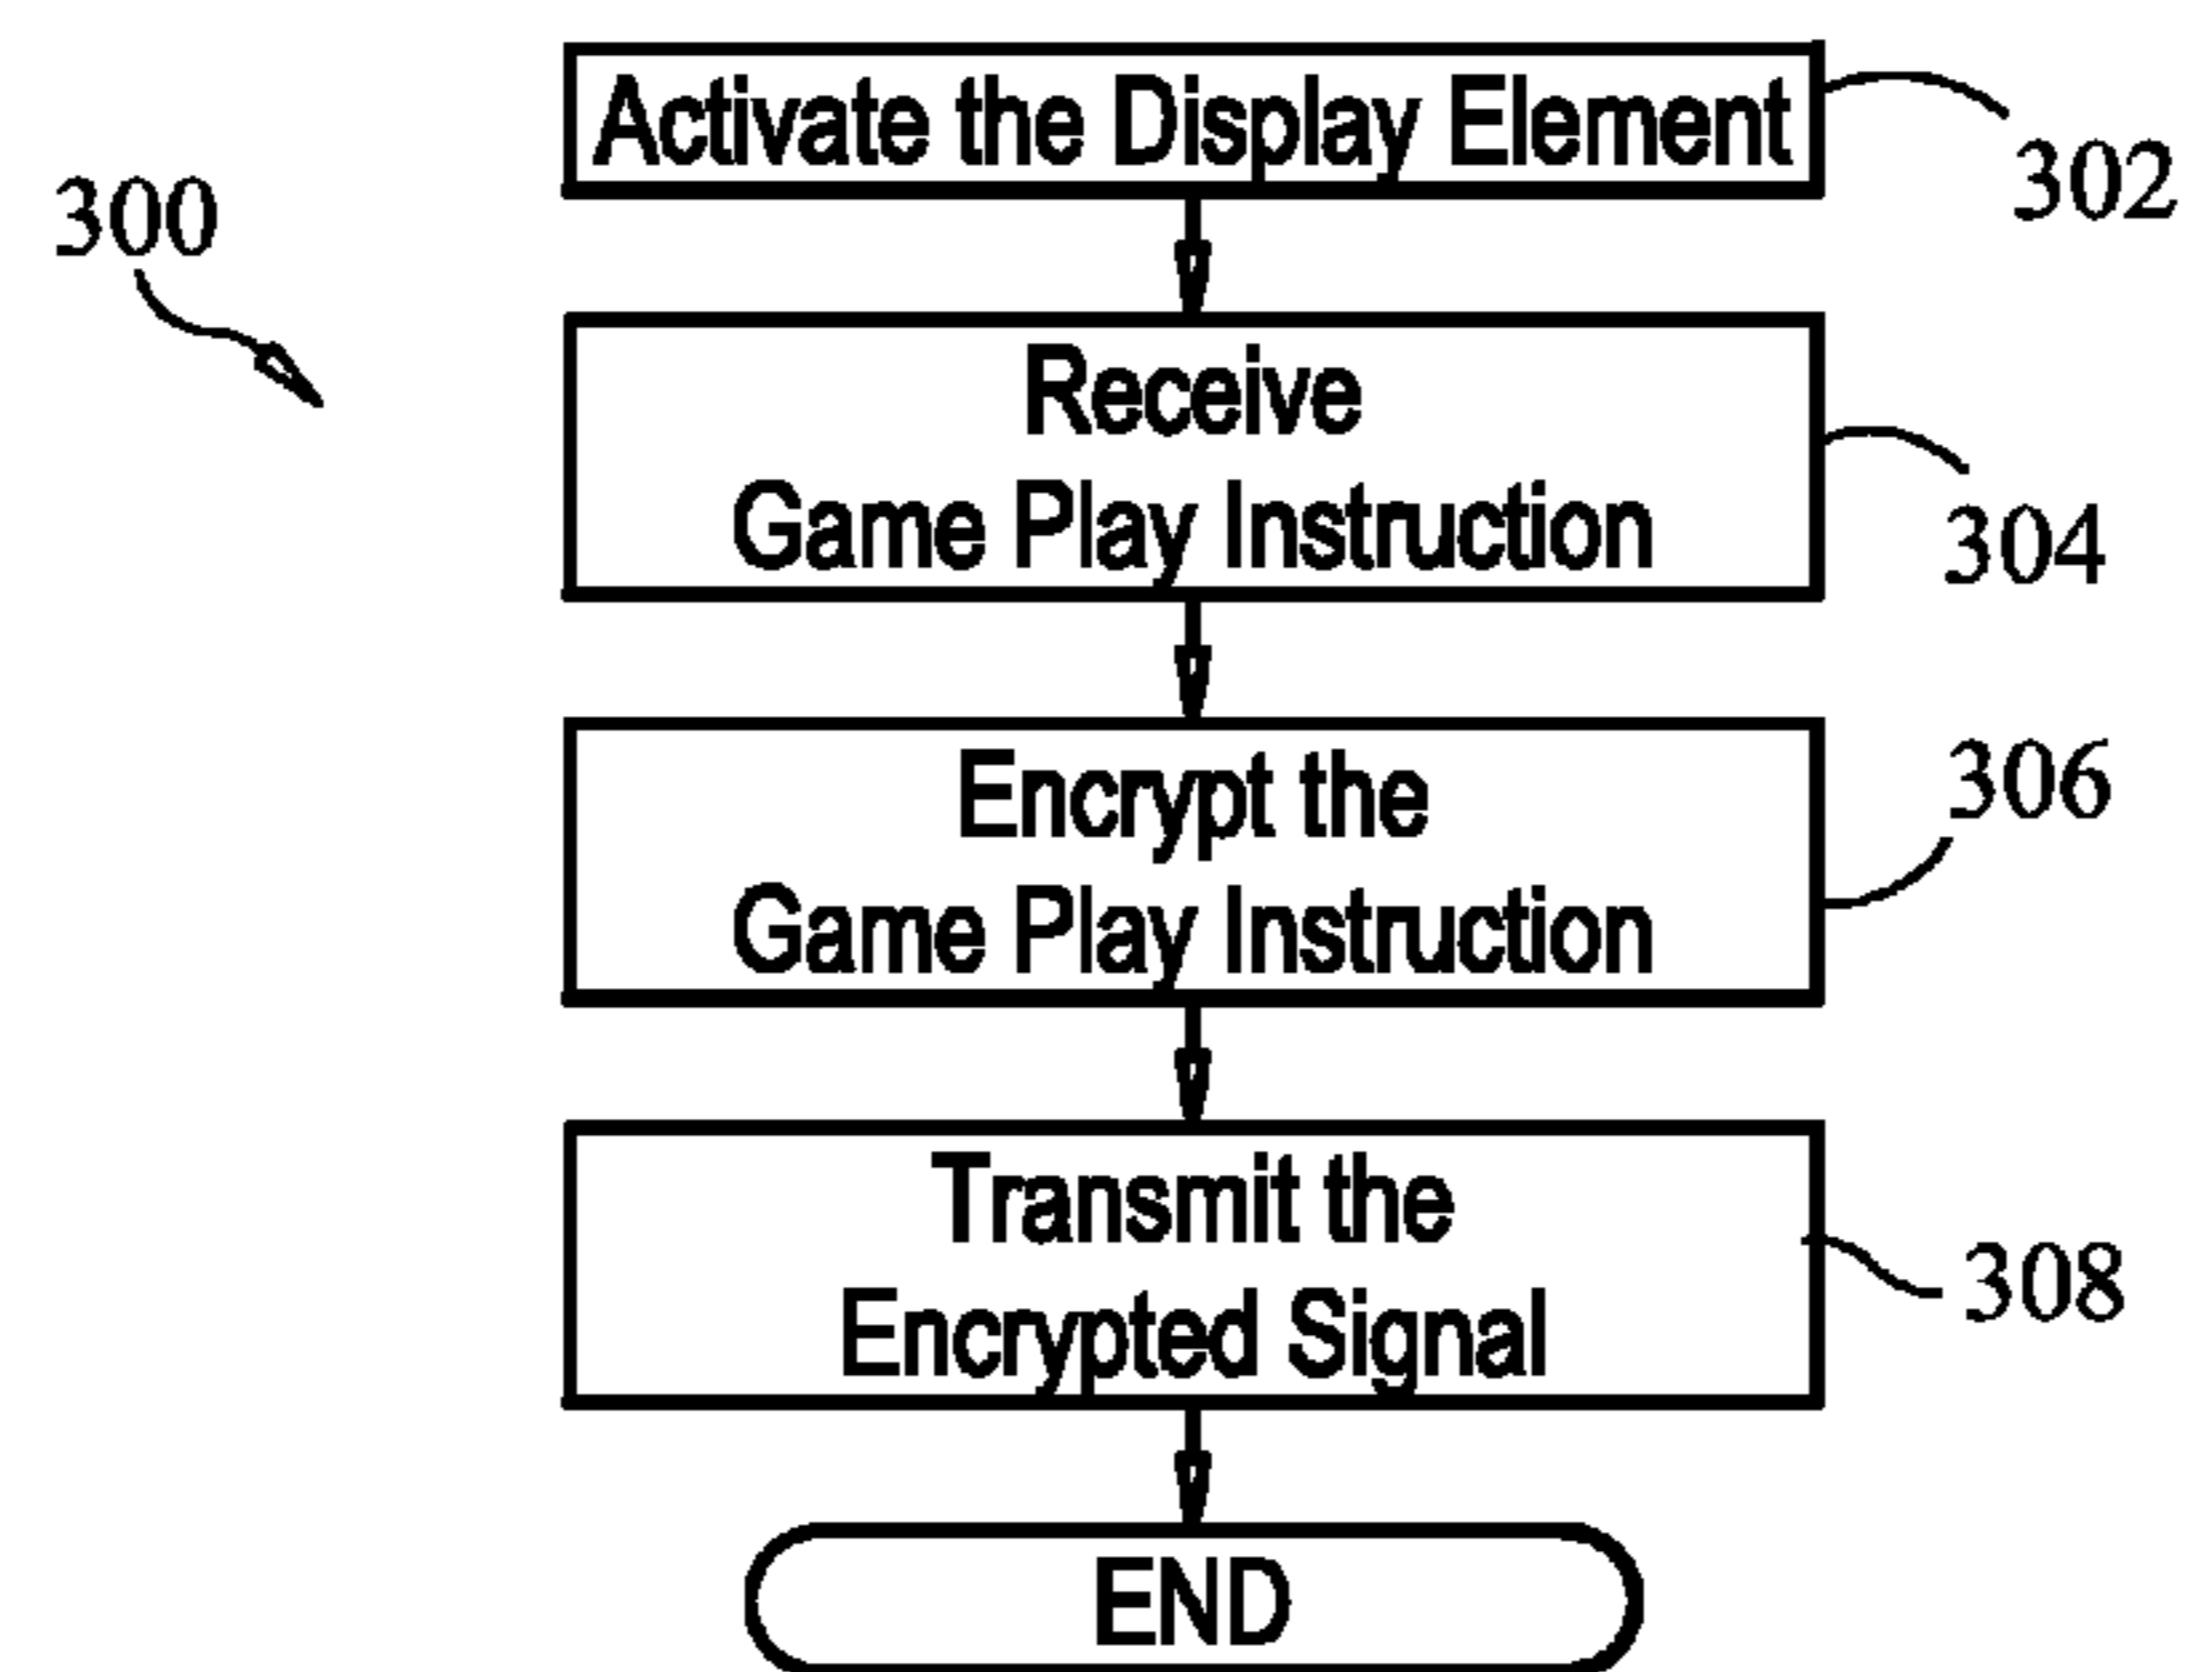 Activate the Display Element
302
300
Receive
Game Play Instruction
304
Encrypt the
Game Play Instruction
306
Transmit the
Encrypted Signal
308
END